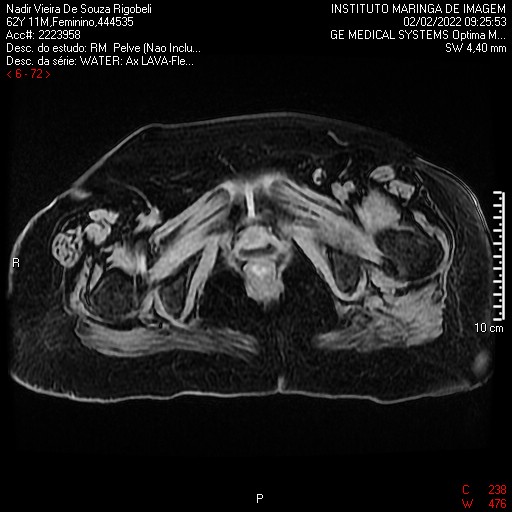 Nadir Vieira De Souza Rigobeli
62Y 11M,Feminino,444535
Acc#: 2223958
Desc. do estudo: RM Pelve (Nao Inclu...
Desc. da série: WATER: Ax LAVA-Fle...
< 6 - 72 >
INSTITUTO MARINGA DE IMAGEM
02/02/2022 09:25:53
GE MEDICAL SYSTEMS Optima M...
SW 4,40 mm
R
10 cm
P
C 238
W 476